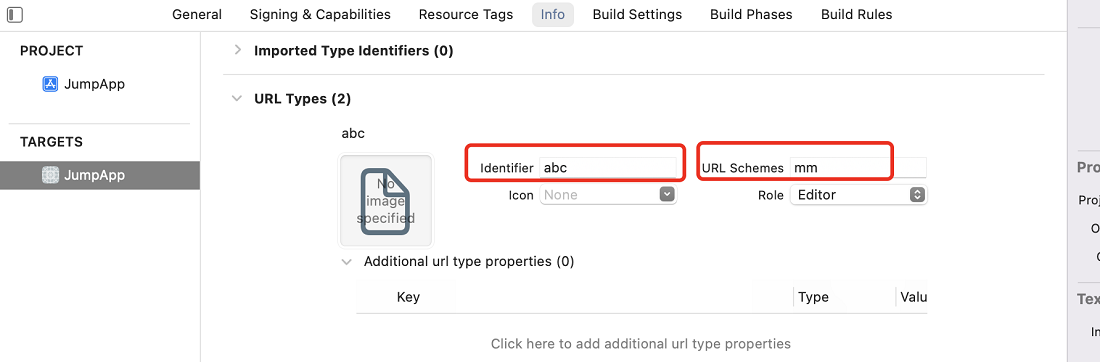 General Signing & Capabilities Resource Tags Info Build Settings Build Phases Build Rules
PROJECT
JumpApp
TARGETS
JumpApp
Imported Type Identifiers (0)
URL Types (2)
abc
No
image
specified
Identifier abc
URL Schemes mm
Icon None
Role Editor
Additional url type properties (0)
Key Type Valu
Click here to add additional url type properties
Pro
Proj
O
Tex
In